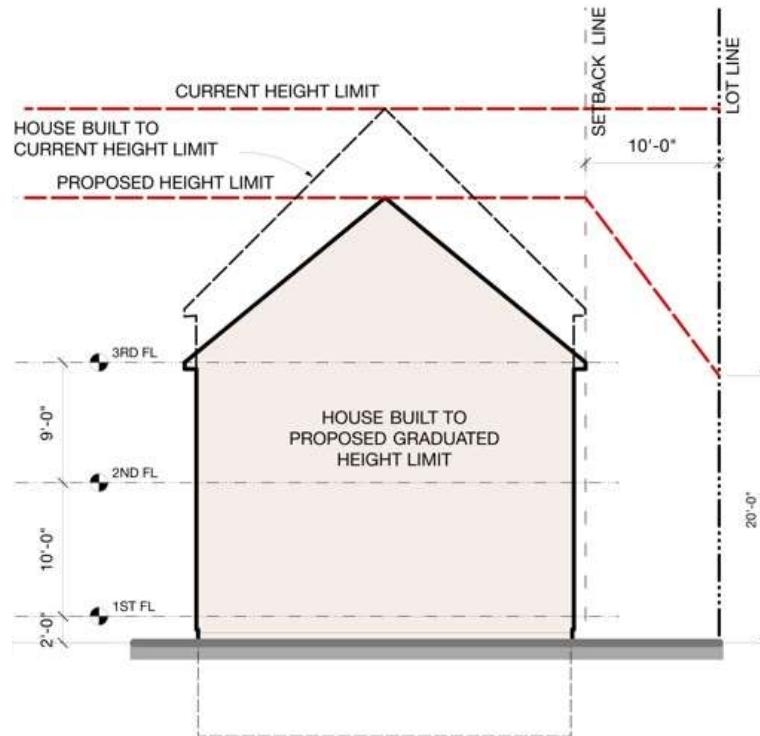 CURRENT HEIGHT LIMIT
SETBACK LINE
LOT LINE
HOUSE BUILT TO
CURRENT HEIGHT LIMIT
10'-0"
PROPOSED HEIGHT LIMIT
3RD FL
9'-0"
HOUSE BUILT TO
PROPOSED GRADUATED
HEIGHT LIMIT
2ND FL
20'-0"
10'-0"
1ST FL
2'-0"